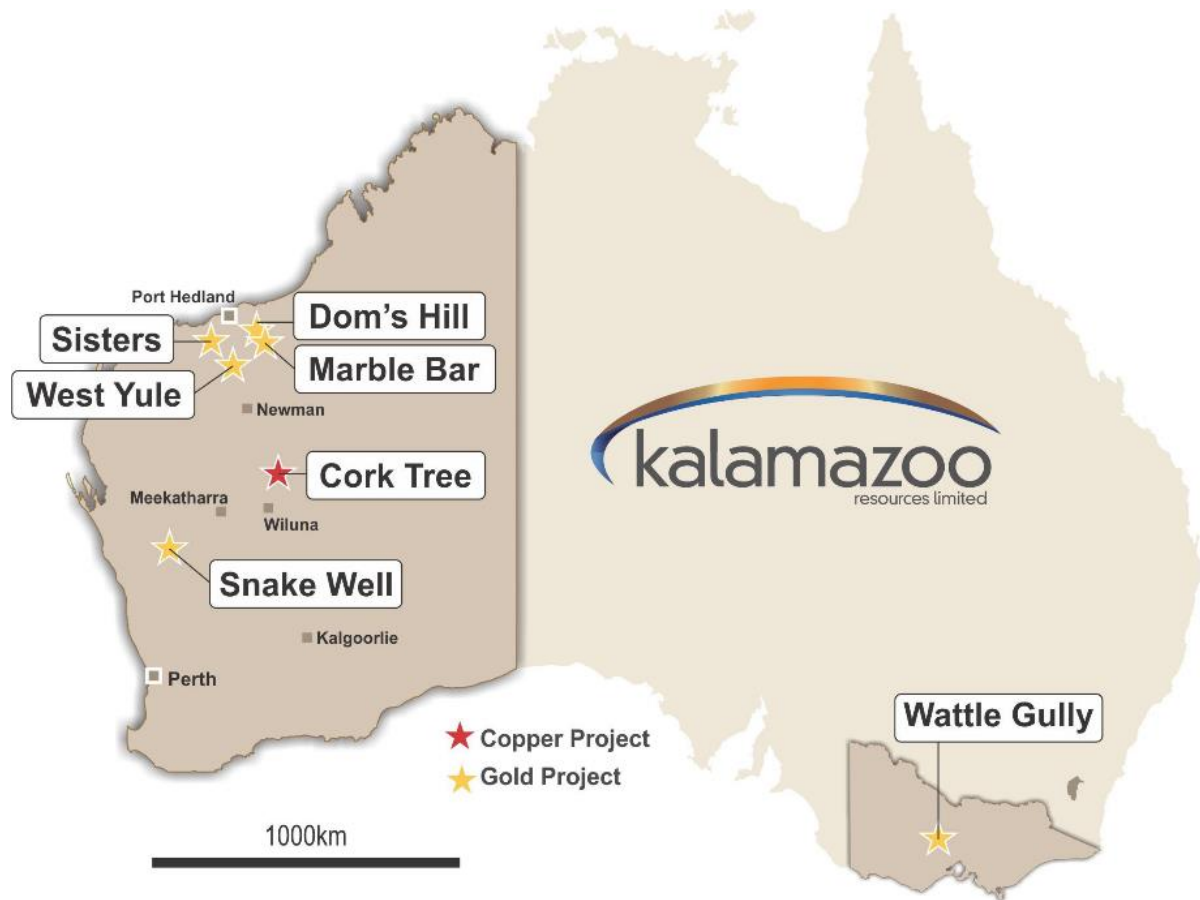 Port Hedland
Dom's Hill
Sisters
Marble Bar
West Yule
Newman
kalamazoo
resources limited
Cork Tree
Meekatharra
Wiluna
Snake Well
Kalgoorlie
Perth
Wattle Gully
Copper Project
Gold Project
1000km